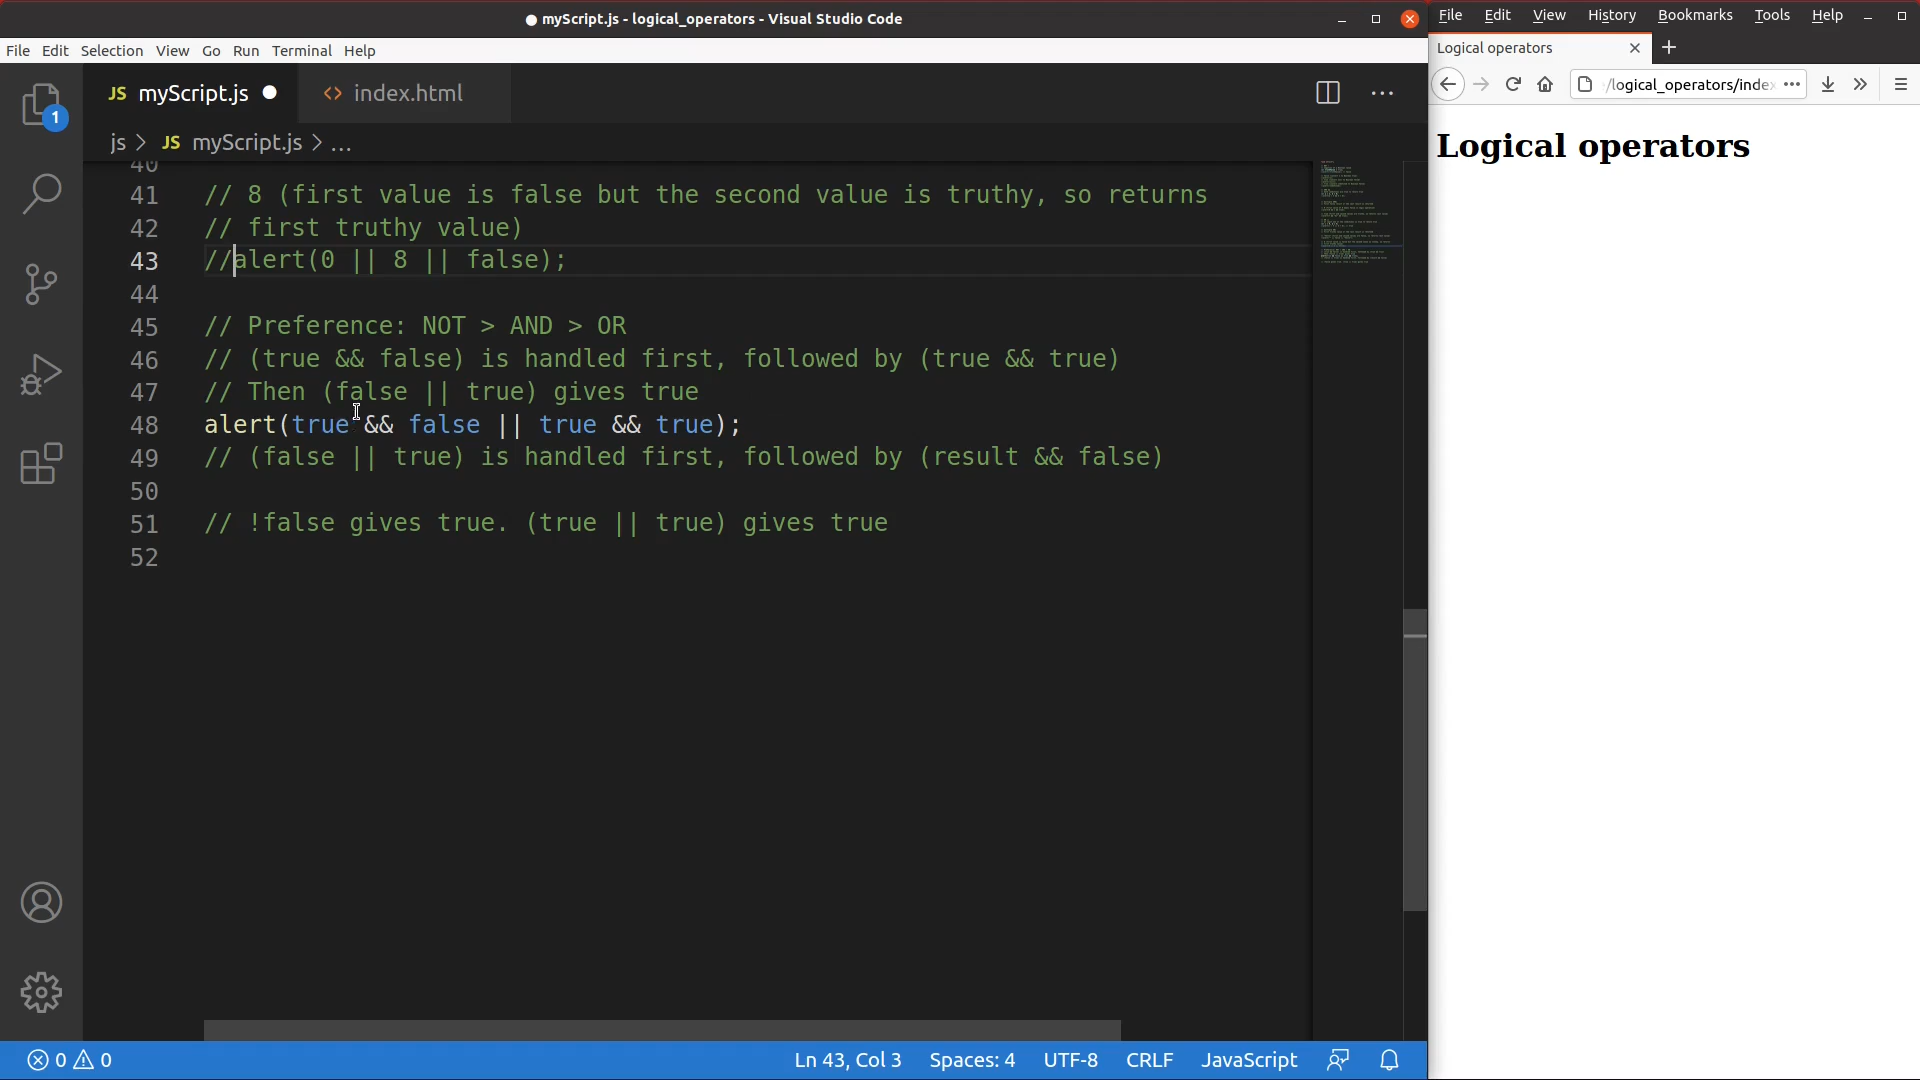 myScript.js - logical_operators - Visual Studio Code
File Edit Selection View Go Run Terminal Help
JS myScript.js
<> index.html
js > JS myScript.js > ...
40
41 // 8 (first value is false but the second value is truthy, so returns
42 // first truthy value)
43 //alert(0 || 8 || false);
44
45 // Preference: NOT > AND > OR
46 // (true && false) is handled first, followed by (true && true)
47 // Then (false || true) gives true
48 alert(true && false || true && true);
49 // (false || true) is handled first, followed by (result && false)
50
51 // !false gives true. (true || true) gives true
52
1
0 0
Ln 43, Col 3 Spaces: 4 UTF-8 CRLF JavaScript
File Edit View History Bookmarks Tools Help
Logical operators
/logical_operators/inde
Logical operators